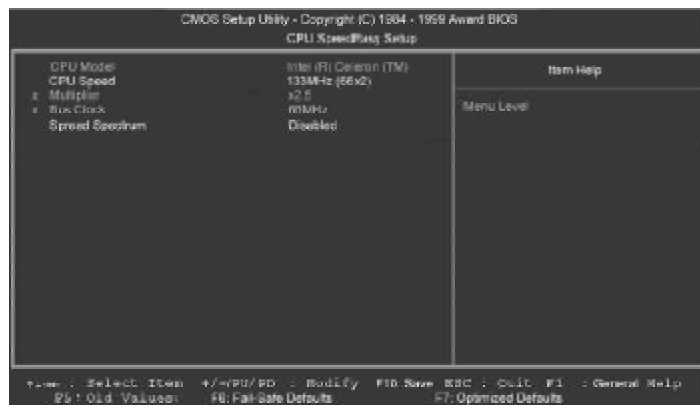 CMOS Setup Utility - Copyright (C) 1984 - 1999 Award BIOS
CPU SpeedEasy Setup
CPU Model Intel (R) Celeron (TM)
CPU Speed 133MHz (66x2)
x Multiplier x2.5
x Bus Clock 66MHz
Spread Spectrum Disabled
Item Help
Menu Level
: Select Item +/-/PU/PD : Modify F10 Save ESC : Quit F1 : General Help
F5: Old Values: F6: Fail-Safe Defaults F7: Optimized Defaults